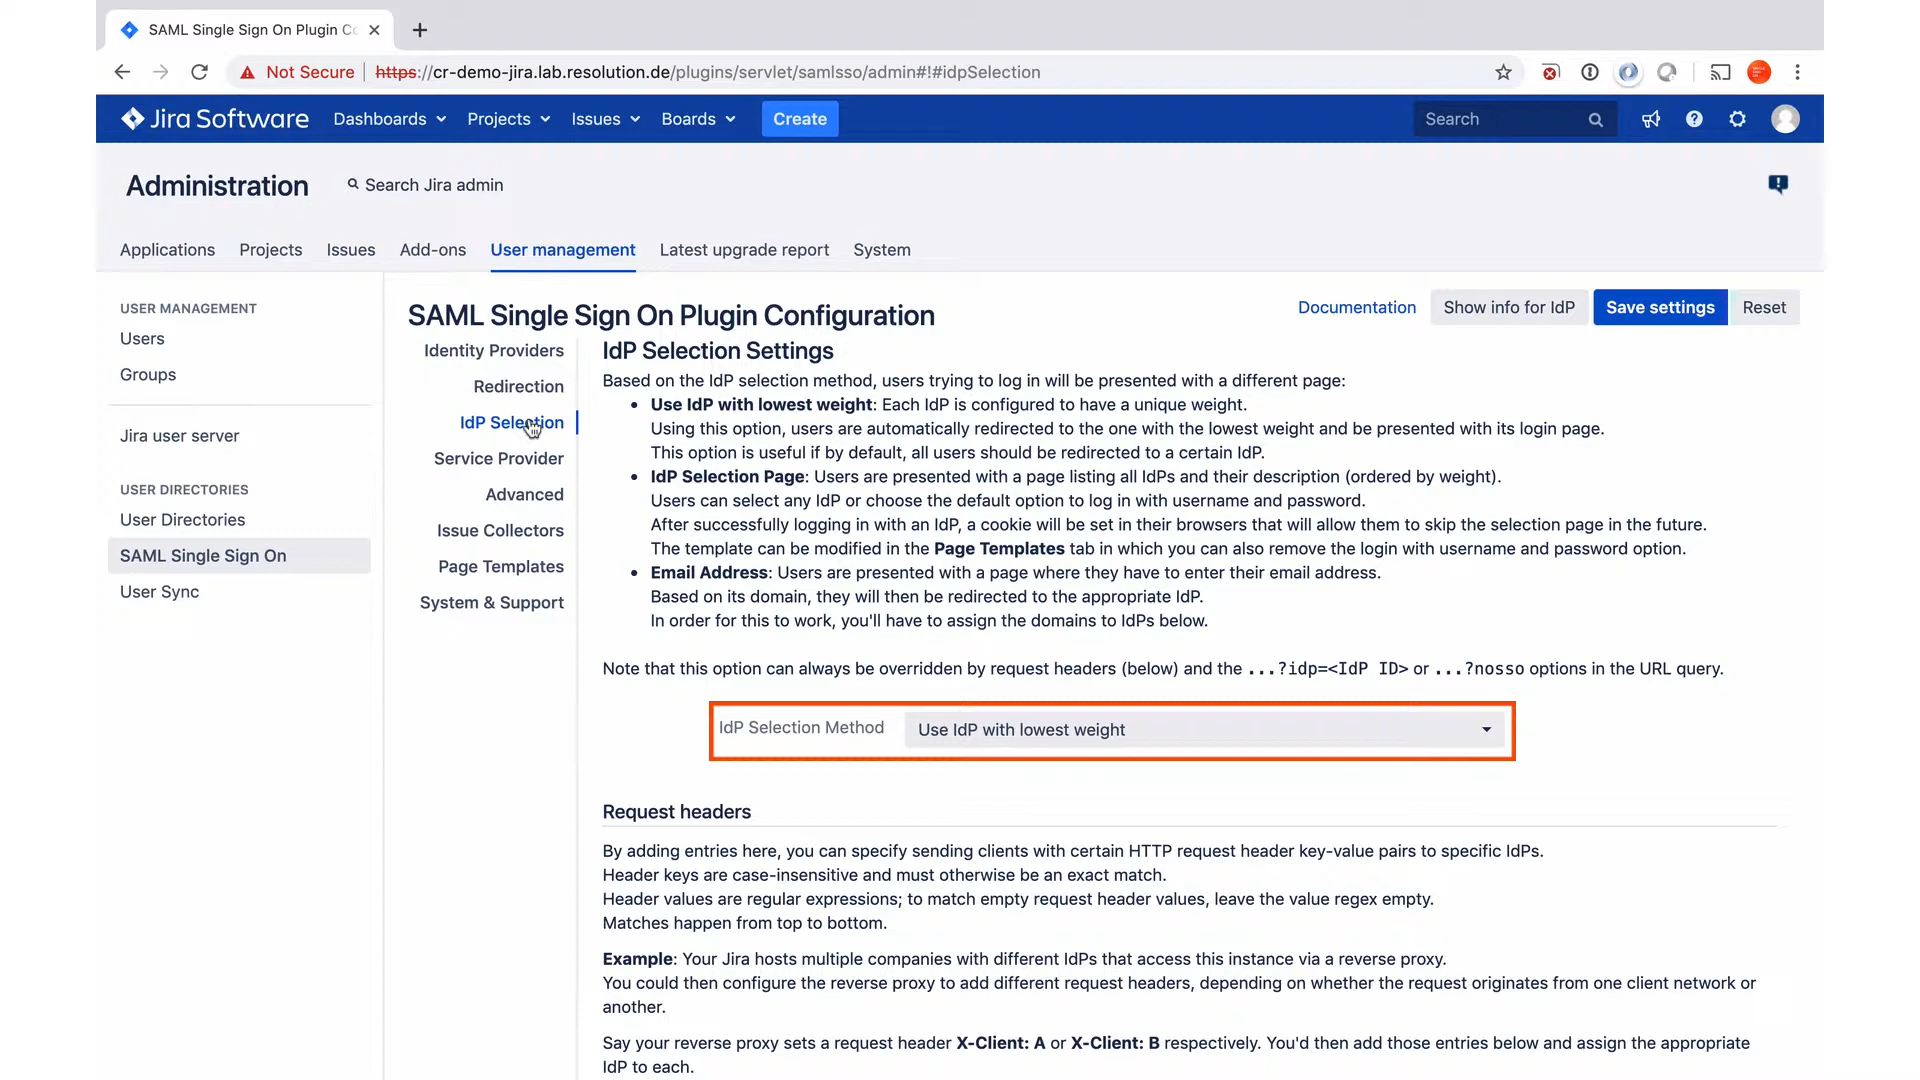 SAML Single Sign On Plugin Co
Not Secure https://cr-demo-jira.lab.resolution.de/plugins/servlet/samlsso/admin#!#idpSelection
Jira Software Dashboards Projects Issues Boards Create Search
Administration Search Jira admin
Applications Projects Issues Add-ons User management Latest upgrade report System
USER MANAGEMENT
Users
Groups
Jira user server
USER DIRECTORIES
User Directories
SAML Single Sign On
User Sync
SAML Single Sign On Plugin Configuration
Documentation Show info for IdP Save settings Reset
Identity Providers
Redirection
IdP Selection
Service Provider
Advanced
Issue Collectors
Page Templates
System & Support
IdP Selection Settings
Based on the IdP selection method, users trying to log in will be presented with a different page:
• Use IdP with lowest weight: Each IdP is configured to have a unique weight.
Using this option, users are automatically redirected to the one with the lowest weight and be presented with its login page.
This option is useful if by default, all users should be redirected to a certain IdP.
• IdP Selection Page: Users are presented with a page listing all IdPs and their description (ordered by weight).
Users can select any IdP or choose the default option to log in with username and password.
After successfully logging in with an IdP, a cookie will be set in their browsers that will allow them to skip the selection page in the future.
The template can be modified in the Page Templates tab in which you can also remove the login with username and password option.
• Email Address: Users are presented with a page where they have to enter their email address.
Based on its domain, they will then be redirected to the appropriate IdP.
In order for this to work, you'll have to assign the domains to IdPs below.
Note that this option can always be overridden by request headers (below) and the ...?idp=<IdP ID> or ...?nosso options in the URL query.
IdP Selection Method Use IdP with lowest weight
Request headers
By adding entries here, you can specify sending clients with certain HTTP request header key-value pairs to specific IdPs.
Header keys are case-insensitive and must otherwise be an exact match.
Header values are regular expressions; to match empty request header values, leave the value regex empty.
Matches happen from top to bottom.
Example: Your Jira hosts multiple companies with different IdPs that access this instance via a reverse proxy.
You could then configure the reverse proxy to add different request headers, depending on whether the request originates from one client network or
another.
Say your reverse proxy sets a request header X-Client: A or X-Client: B respectively. You'd then add those entries below and assign the appropriate
IdP to each.